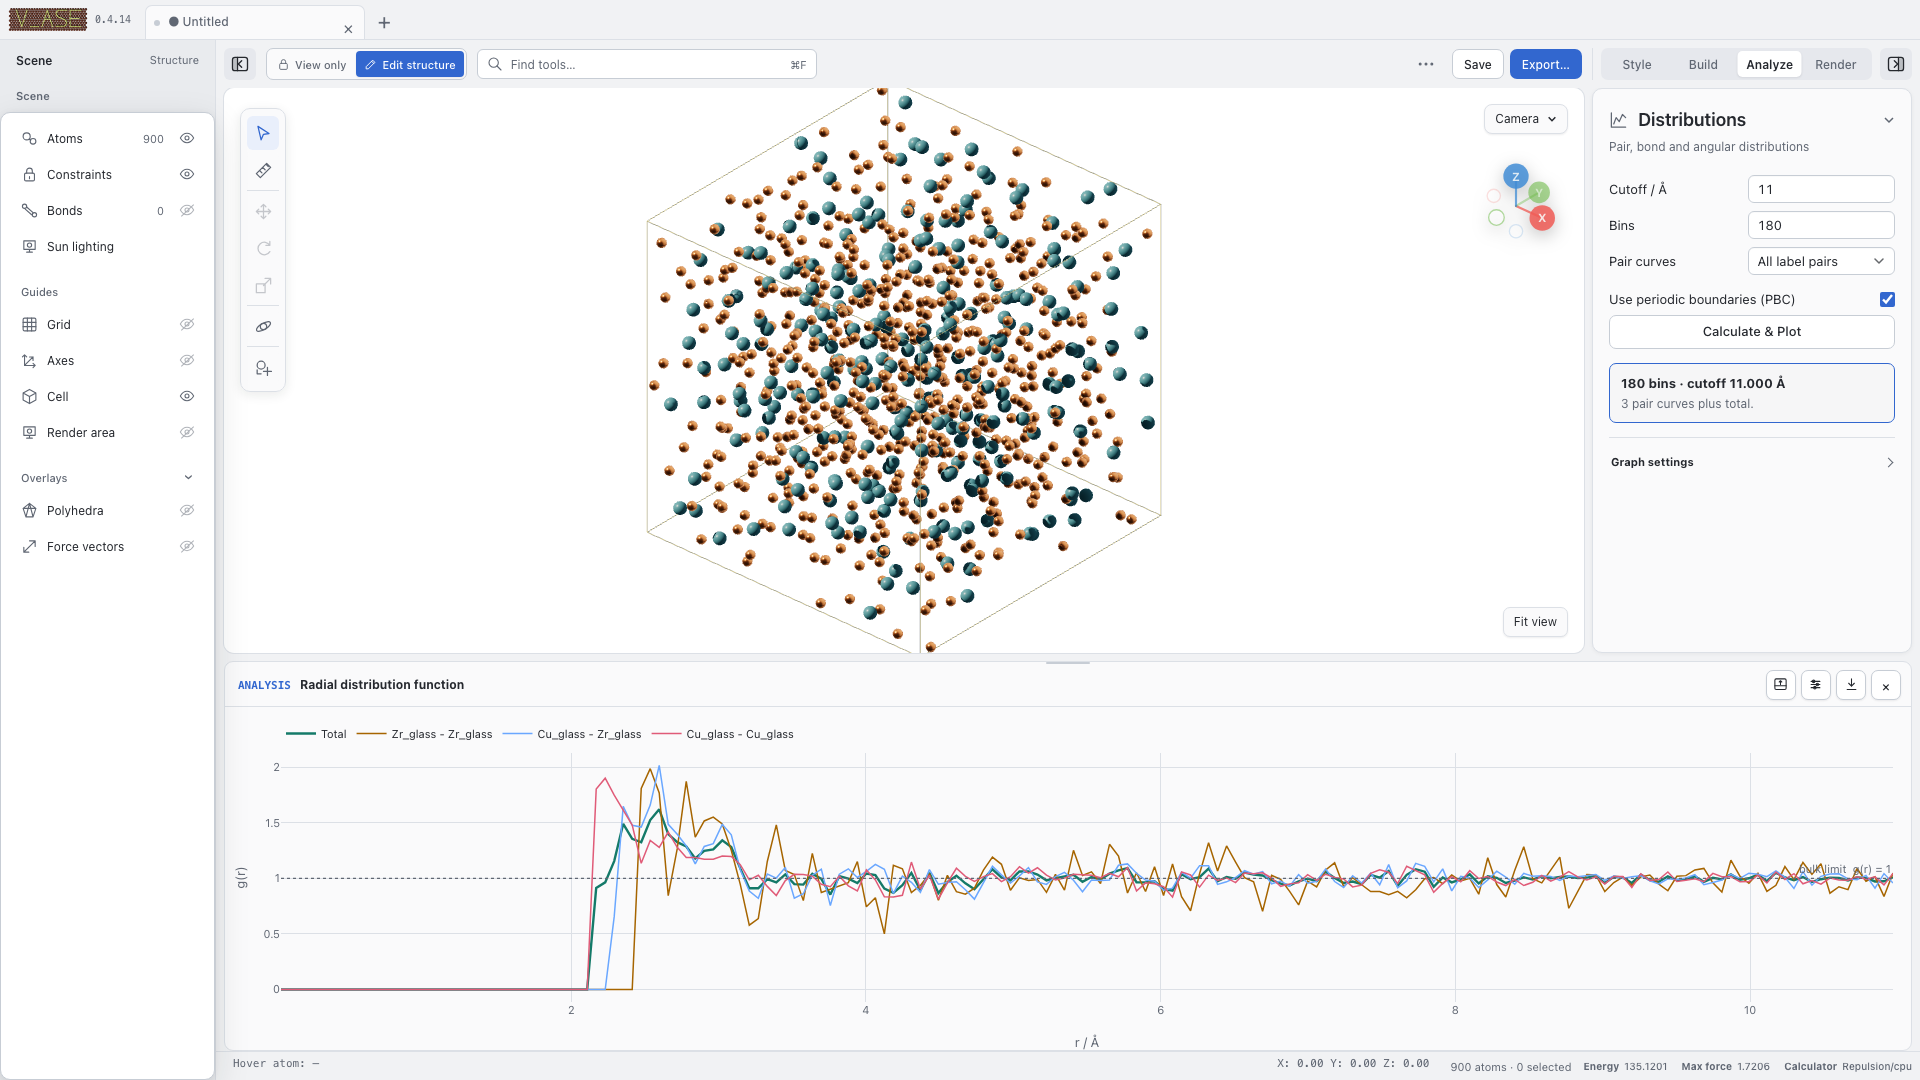 V_ASE 0.4.14
Untitled
Scene Structure
View only Edit structure Find tools... ⌘F
Save Export... Style Build Analyze Render
Scene
Atoms 900
Constraints
Bonds 0
Sun lighting
Guides
Grid
Axes
Cell
Render area
Overlays
Polyhedra
Force vectors
Camera
Z
Y
X
Fit view
Distributions
Pair, bond and angular distributions
Cutoff / Å 11
Bins 180
Pair curves All label pairs
Use periodic boundaries (PBC)
Calculate & Plot
180 bins · cutoff 11.000 Å
3 pair curves plus total.
Graph settings
ANALYSIS Radial distribution function
Total Zr_glass - Zr_glass Cu_glass - Zr_glass Cu_glass - Cu_glass
2
1.5
1
0.5
0
g(r)
bulk limit g(r) = 1
2 4 6 8 10
r / Å
Hover atom: —
X: 0.00 Y: 0.00 Z: 0.00 900 atoms · 0 selected Energy 135.1201 Max force 1.7206 Calculator Repulsion/cpu